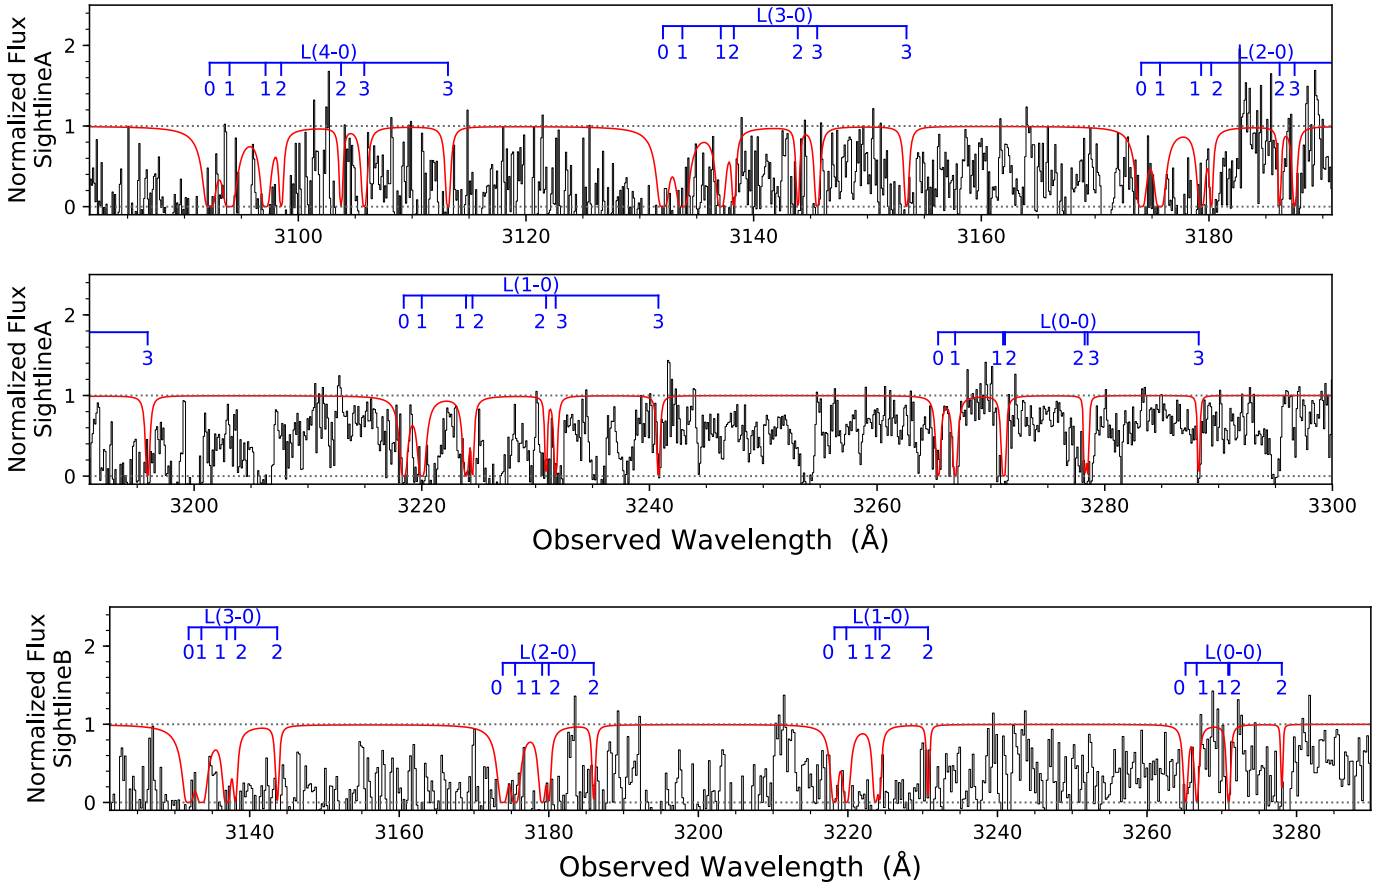 Normalized Flux
SightlineA
L(4-0)
0 1 1 2 2 3 3
L(3-0)
0 1 1 2 2 3 3
L(2-0)
0 1 1 2 2 3
2
1
0
3100 3120 3140 3160 3180
Normalized Flux
SightlineA
L(1-0)
0 1 1 2 2 3 3
L(0-0)
0 1 1 2 2 3 3
3
2
1
0
3200 3220 3240 3260 3280 3300
Observed Wavelength (Å)
Normalized Flux
SightlineB
L(3-0)
0 1 1 2 2
L(2-0)
0 1 1 2 2
L(1-0)
0 1 1 2 2
L(0-0)
0 1 1 2 2
2
1
0
3140 3160 3180 3200 3220 3240 3260 3280
Observed Wavelength (Å)